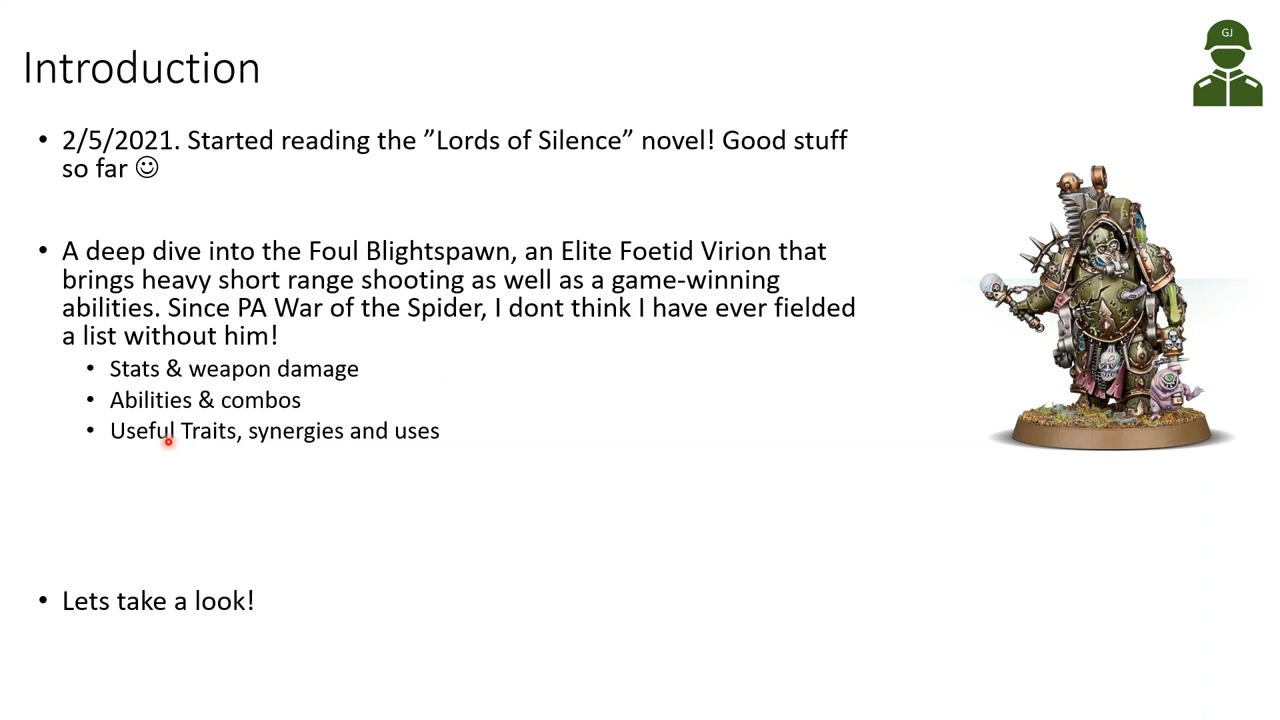 GJ
Introduction
• 2/5/2021. Started reading the ”Lords of Silence” novel! Good stuff
so far ☺
• A deep dive into the Foul Blightspawn, an Elite Foetid Virion that
brings heavy short range shooting as well as a game-winning
abilities. Since PA War of the Spider, I dont think I have ever fielded
a list without him!
• Stats & weapon damage
• Abilities & combos
• Useful Traits, synergies and uses
• Lets take a look!